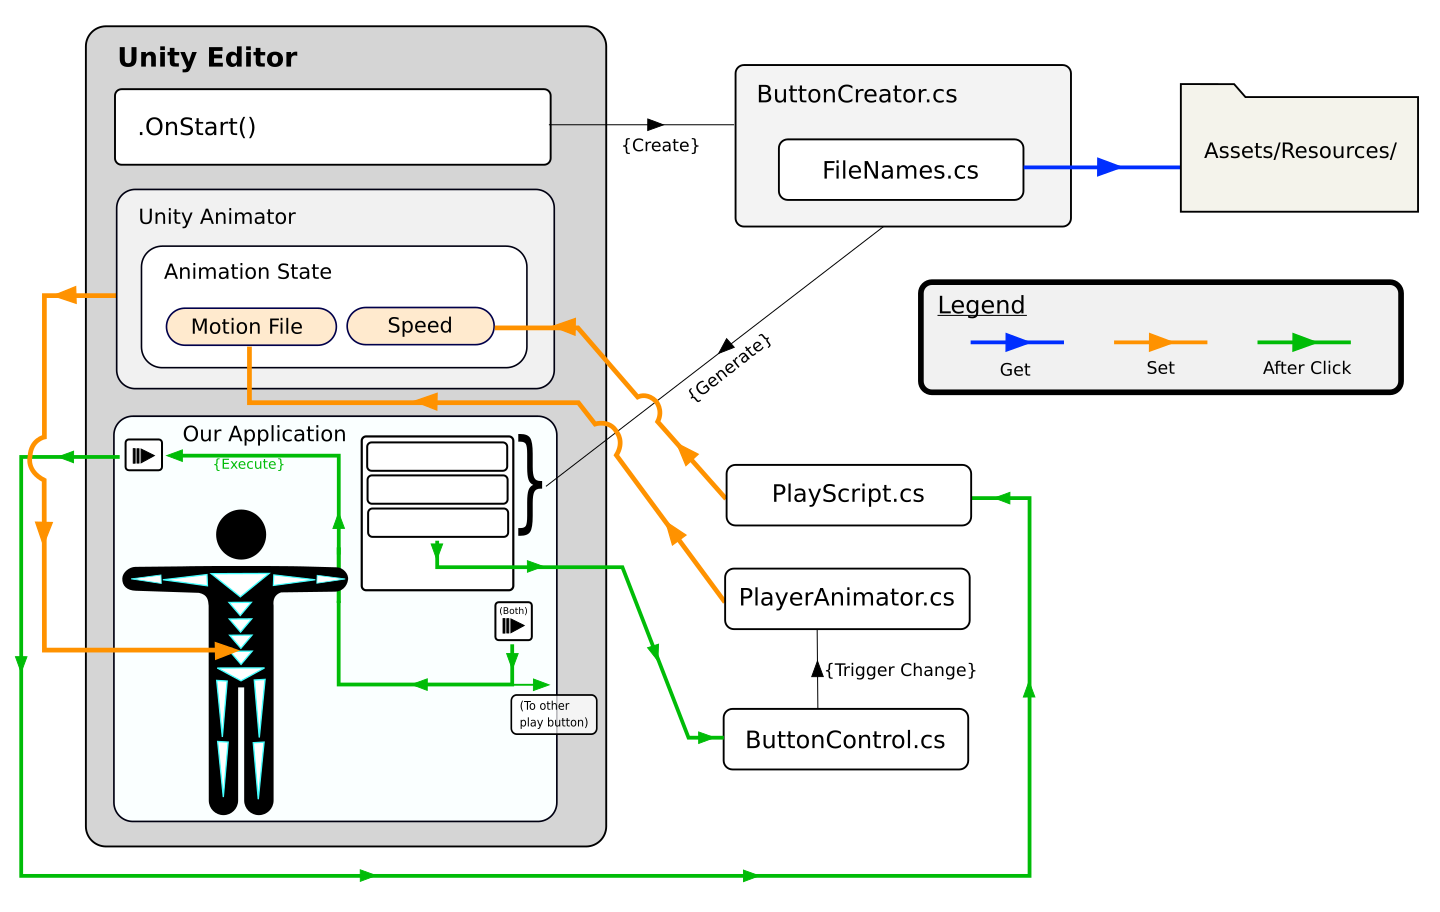 Unity Editor
.OnStart()
{Create}
ButtonCreator.cs
FileNames.cs
Assets/Resources/
Unity Animator
Animation State
Motion File
Speed
{Generate}
Legend
Get
Set
After Click
Our Application
{Execute}
}
PlayScript.cs
PlayerAnimator.cs
(Both)
{Trigger Change}
(To other
play button)
ButtonControl.cs